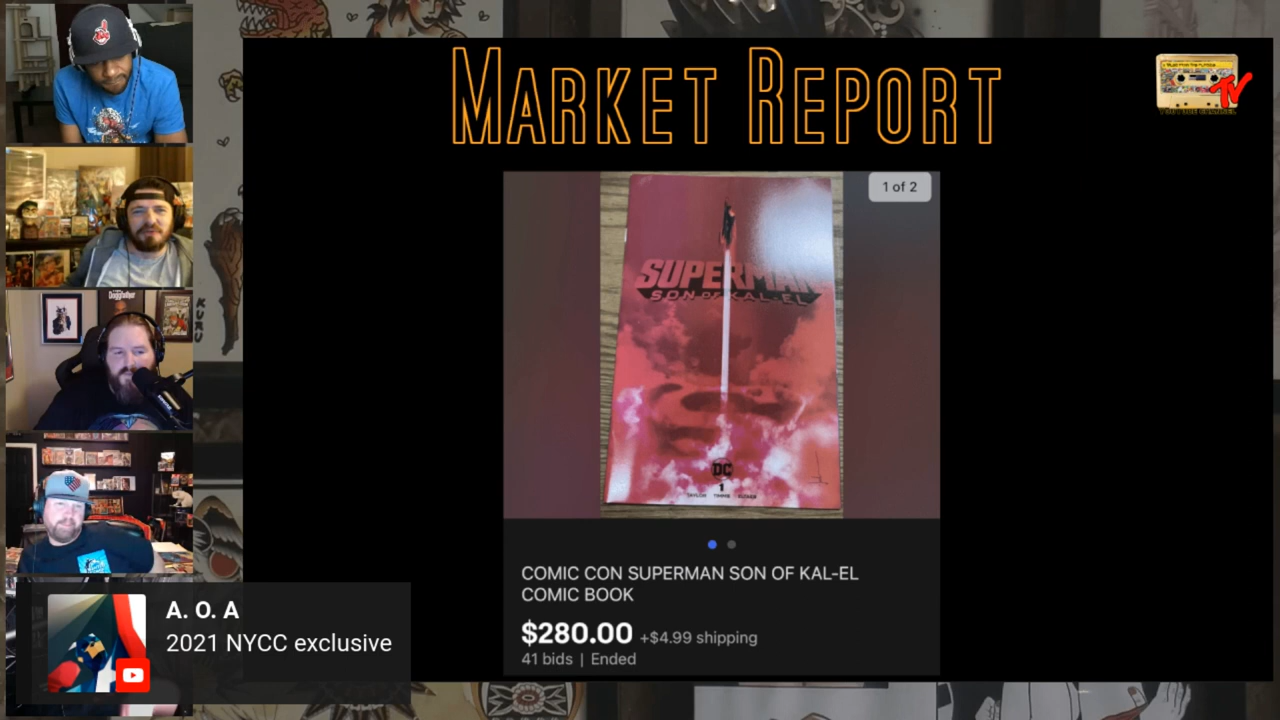 MARKET REPORT
TV
1 of 2
SUPERMAN
SON OF KAL-EL
DC
1
TAYLOR TIMMS
COMIC CON SUPERMAN SON OF KAL-EL
COMIC BOOK
$280.00 +$4.99 shipping
41 bids | Ended
A. O. A
2021 NYCC exclusive